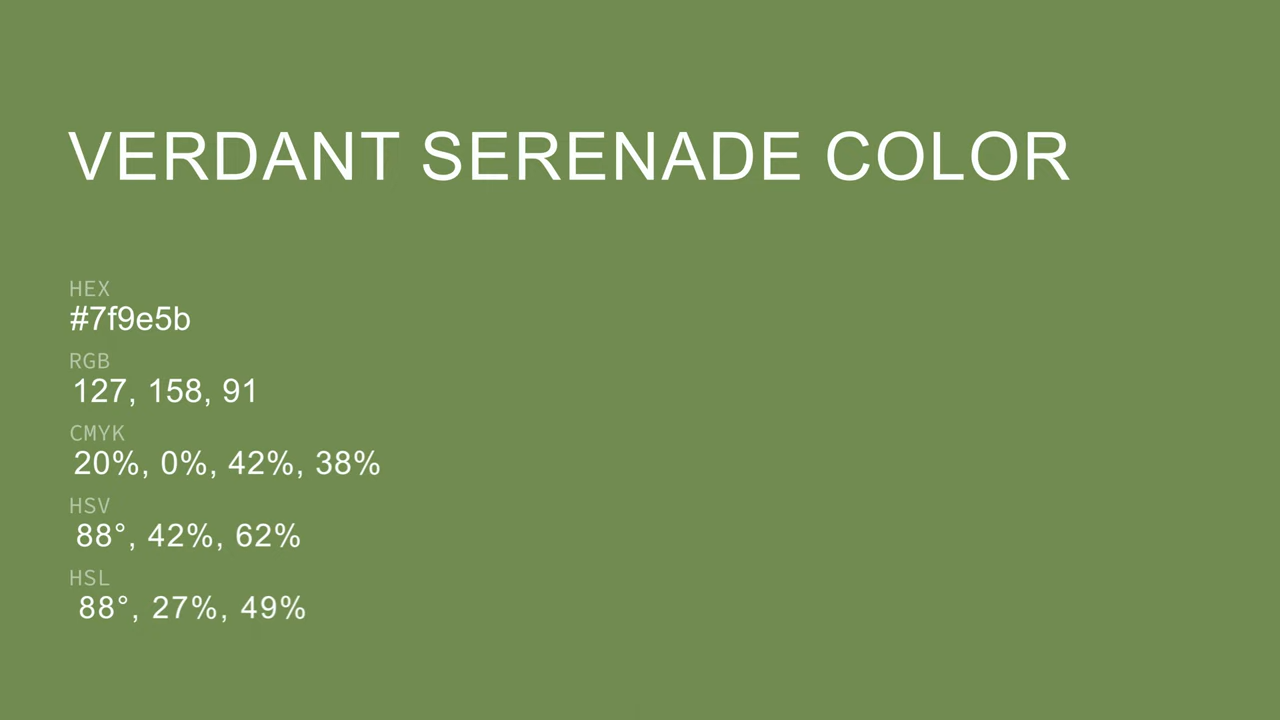 VERDANT SERENADE COLOR
HEX
#7f9e5b
RGB
127, 158, 91
CMYK
20%, 0%, 42%, 38%
HSV
88°, 42%, 62%
HSL
88°, 27%, 49%